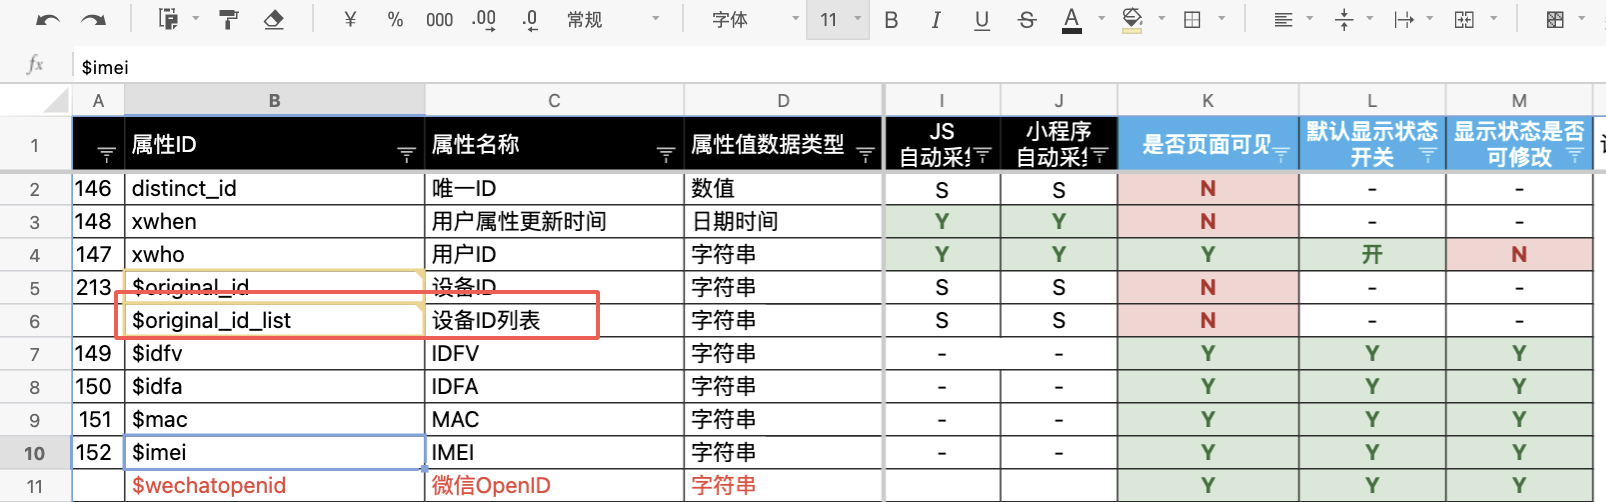 ¥ % 000 .00 .0 常规 字体 11 B I U S A
fx $imei
A B C D I J K L M
1 属性ID 属性名称 属性值数据类型 JS 自动采集 小程序 自动采集 是否页面可见 默认显示状态 开关 显示状态是否 可修改
2 146 distinct_id 唯一ID 数值 S S N - -
3 148 xwhen 用户属性更新时间 日期时间 Y Y N - -
4 147 xwho 用户ID 字符串 Y Y Y 开 N
5 213 $original_id 设备ID 字符串 S S N - -
6 $original_id_list 设备ID列表 字符串 S S N - -
7 149 $idfv IDFV 字符串 - - Y Y Y
8 150 $idfa IDFA 字符串 - - Y Y Y
9 151 $mac MAC 字符串 - - Y Y Y
10 152 $imei IMEI 字符串 - - Y Y Y
11 $wechatopenid 微信OpenID 字符串 Y Y Y